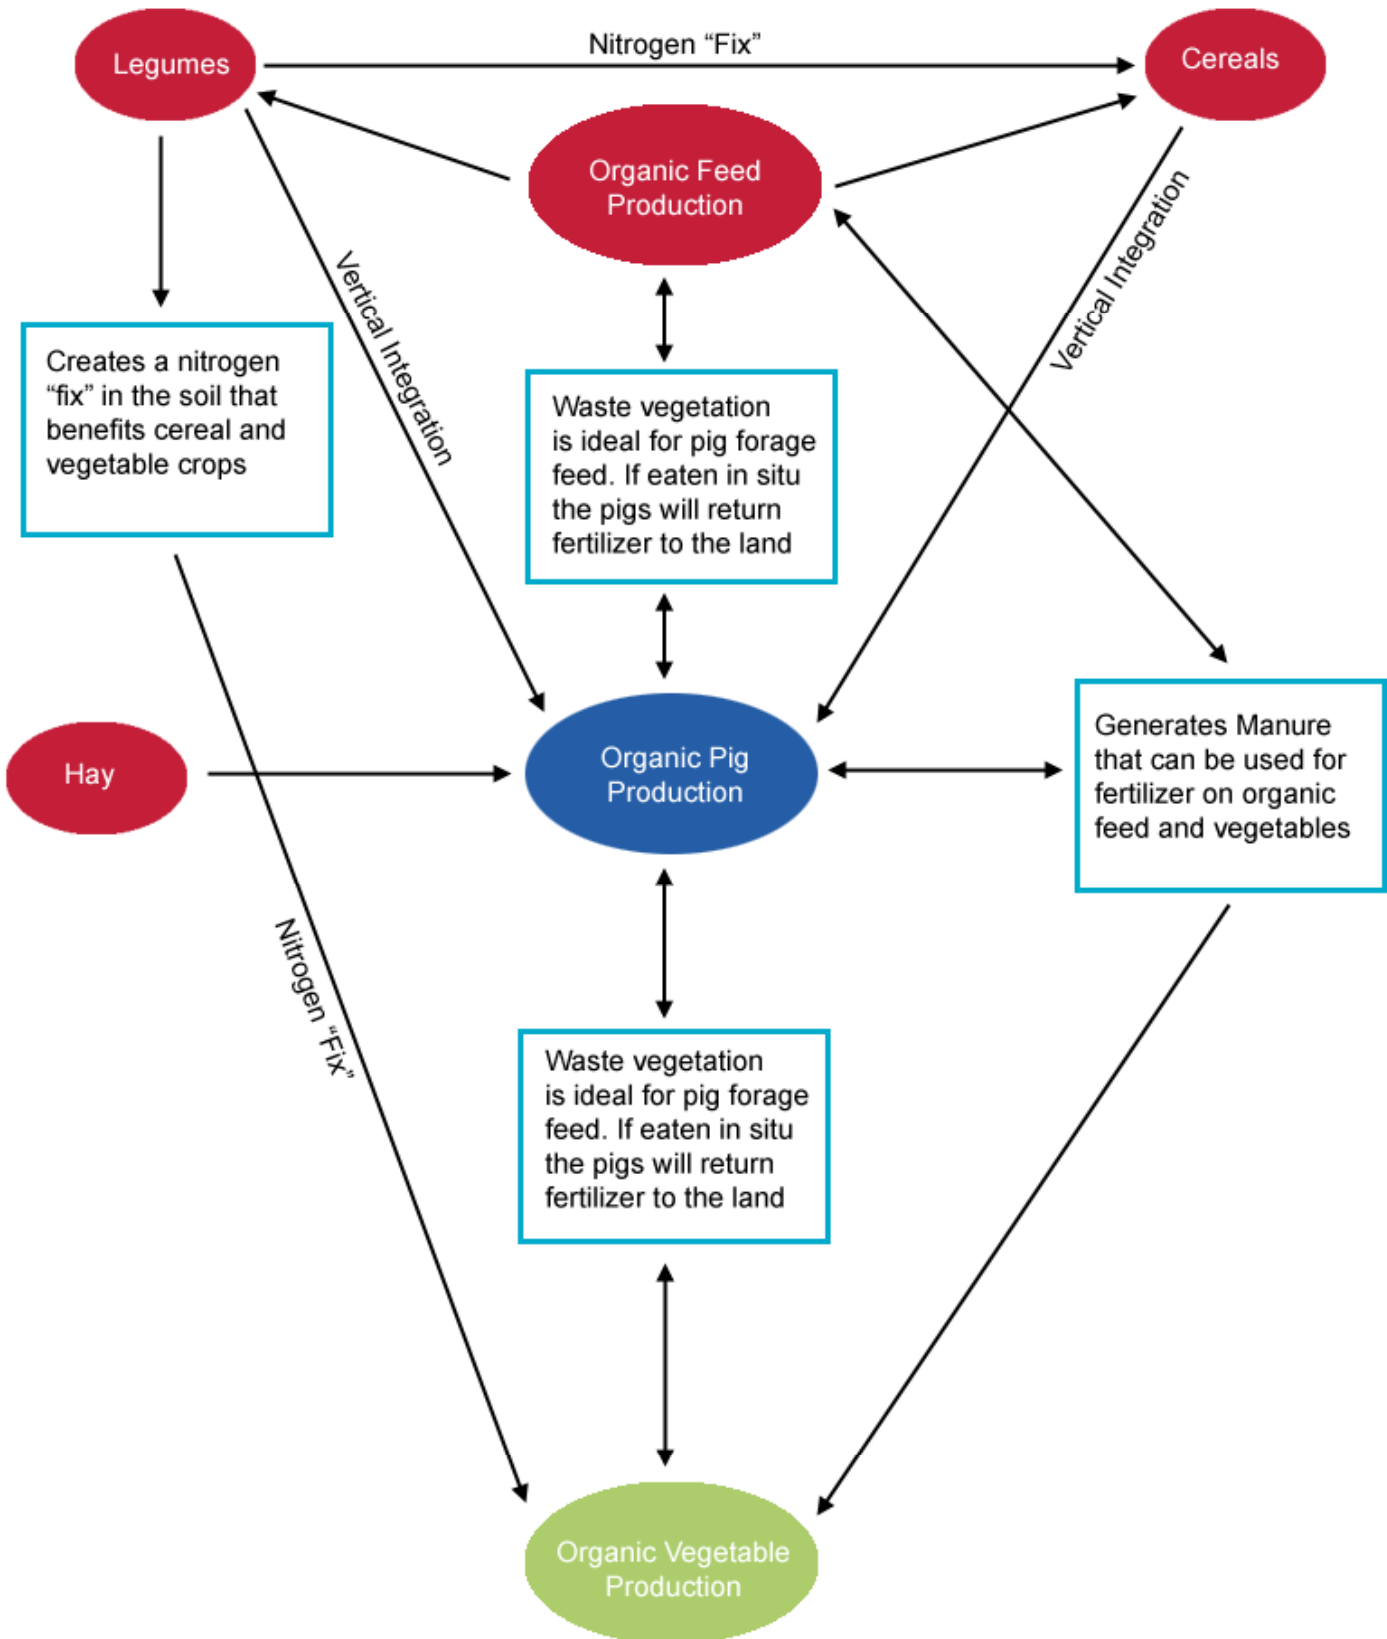 Nitrogen “Fix”
Legumes
Cereals
Organic Feed
Production
Vertical Integration
Vertical Integration
Creates a nitrogen
“fix” in the soil that
benefits cereal and
vegetable crops
Waste vegetation
is ideal for pig forage
feed. If eaten in situ
the pigs will return
fertilizer to the land
Hay
Organic Pig
Production
Generates Manure
that can be used for
fertilizer on organic
feed and vegetables
Nitrogen “Fix”
Waste vegetation
is ideal for pig forage
feed. If eaten in situ
the pigs will return
fertilizer to the land
Organic Vegetable
Production